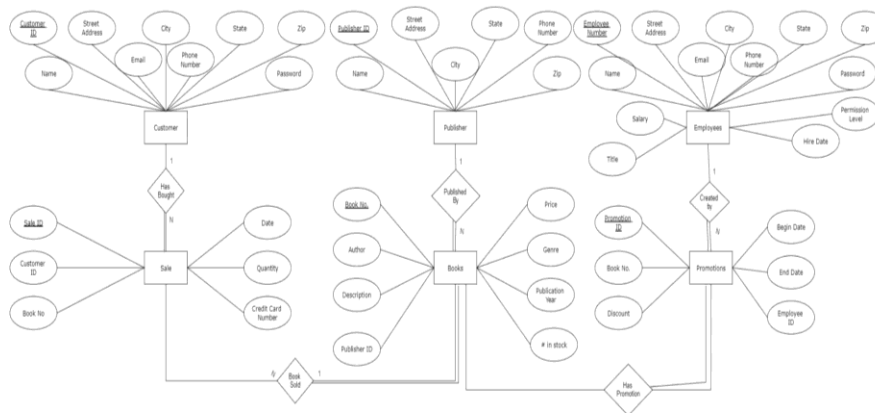 Customer
ID
Street
Address
City
State
Zip
Name
Email
Phone
Number
Password
Customer
Publisher ID
Street
Address
State
Phone
Number
Name
City
Zip
Publisher
Employee
Number
Street
Address
City
State
Zip
Name
Email
Phone
Number
Password
Employees
Salary
Title
Permission
Level
Hire Date
1
Has
Bought
N
1
Published
By
N
1
Created
by
N
Sale ID
Customer
ID
Book No
Sale
Date
Quantity
Credit Card
Number
Book No.
Author
Description
Publisher ID
Books
Price
Genre
Publication
Year
# in stock
Promotion
ID
Book No.
Discount
Promotions
Begin Date
End Date
Employee
ID
N
Book
Sold
1
Has
Promotion